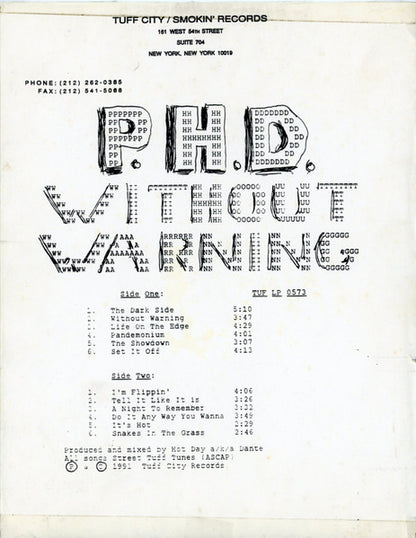 TUFF CITY / SMOKIN' RECORDS
161 WEST 54TH STREET
SUITE 704
NEW YORK, NEW YORK 10019
PHONE: (212) 262-0385
FAX: (212) 541-5068
P.H.D.
WITHOUT
WARNING
Side One: TUF LP 0573
1. The Dark Side 5:10
2. Without Warning 3:47
3. Life On The Edge 4:29
4. Pandemonium 4:01
5. The Showdown 3:07
6. Set It Off 4:13
Side Two:
1. I'm Flippin' 4:06
2. Tell It Like It is 3:26
3. A Night To Remember 3:32
4. Do It Any Way You Wanna 3:49
5. It's Hot 2:29
6. Snakes In The Grass 2:46
Produced and mixed by Hot Day a/k/a Dante
All songs Street Tuff Tunes (ASCAP)
Ⓟ & Ⓒ 1991 Tuff City Records